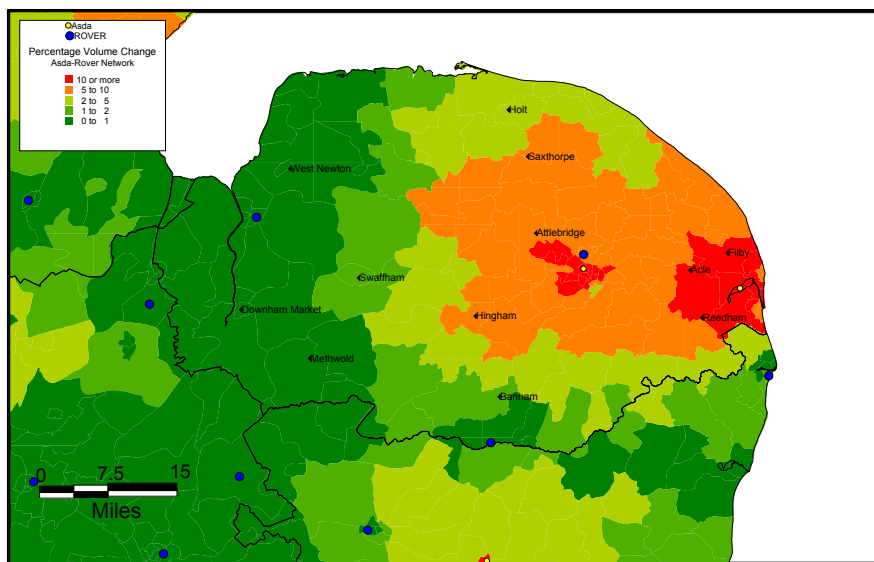 Asda
ROVER
Percentage Volume Change
Asda-Rover Network
10 or more
5 to 10
2 to 5
1 to 2
0 to 1
Holt
Saxthorpe
West Newton
Attlebridge
Filby
Acle
Swaffham
Downham Market
Hingham
Reedham
Methwold
Banham
0 7.5 15
Miles